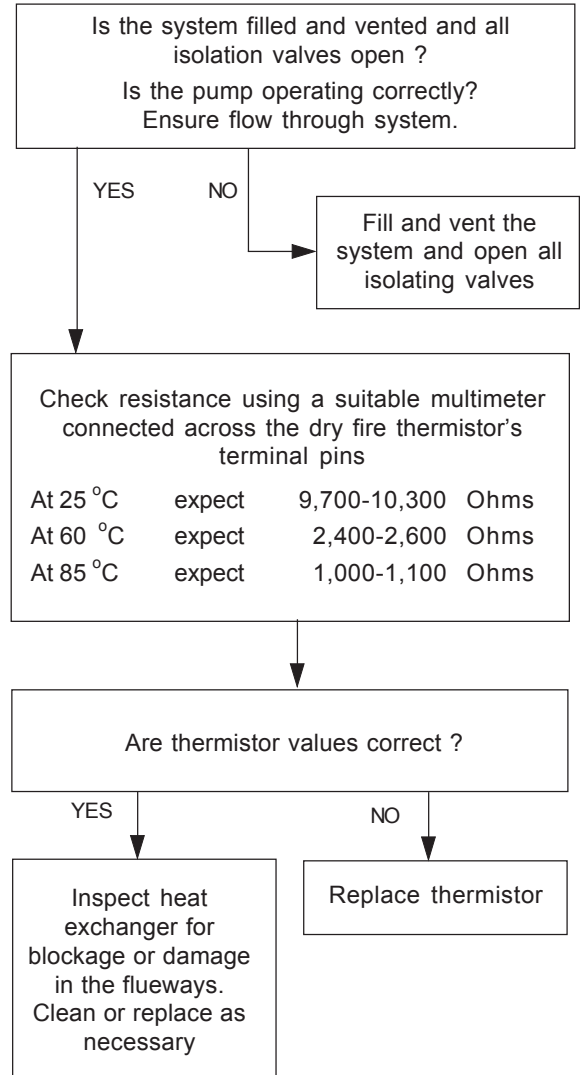 Is the system filled and vented and all
isolation valves open ?
Is the pump operating correctly?
Ensure flow through system.
YES
NO
Fill and vent the
system and open all
isolating valves
Check resistance using a suitable multimeter
connected across the dry fire thermistor's
terminal pins
At 25 °C expect 9,700-10,300 Ohms
At 60 °C expect 2,400-2,600 Ohms
At 85 °C expect 1,000-1,100 Ohms
Are thermistor values correct ?
YES
NO
Inspect heat
exchanger for
blockage or damage
in the flueways.
Clean or replace as
necessary
Replace thermistor